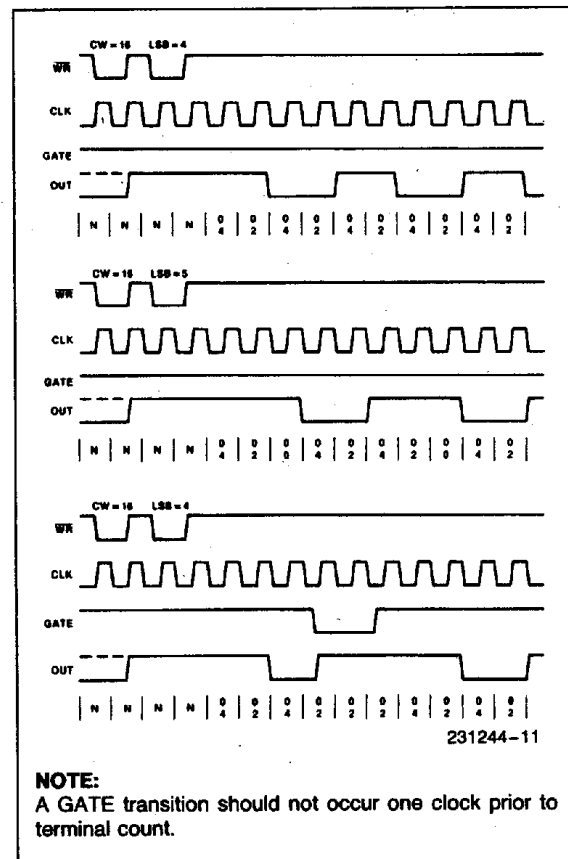 CW = 16 LSB = 4
WR
CLK
GATE
OUT
N N N N 0 4 0 2 0 4 0 2 0 4 0 2 0 4 0 2 0 4 0 2
CW = 16 LSB = 5
WR
CLK
GATE
OUT
N N N N 0 4 0 2 0 0 0 4 0 2 0 4 0 2 0 0 0 4 0 2
CW = 16 LSB = 4
WR
CLK
GATE
OUT
N N N N 0 4 0 2 0 4 0 2 0 2 0 2 0 4 0 2 0 4 0 2
231244-11
NOTE:
A GATE transition should not occur one clock prior to
terminal count.